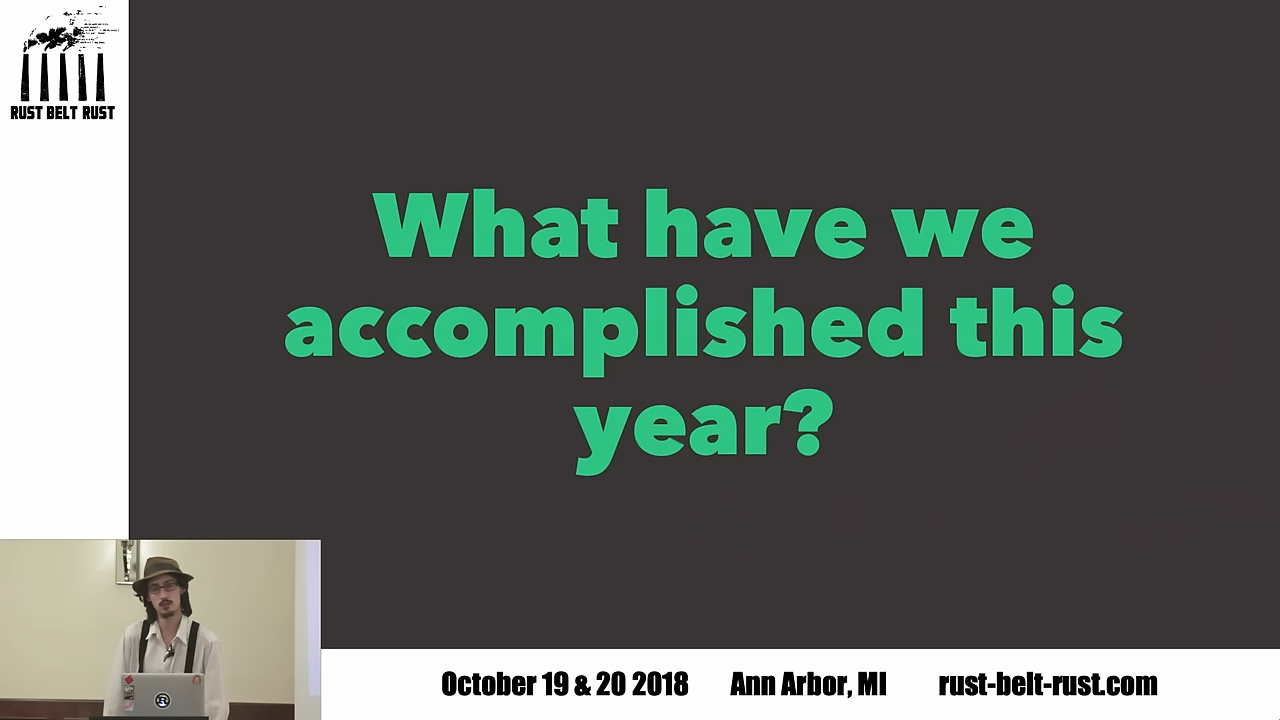 RUST BELT RUST
What have we
accomplished this
year?
October 19 & 20 2018 Ann Arbor, MI rust-belt-rust.com